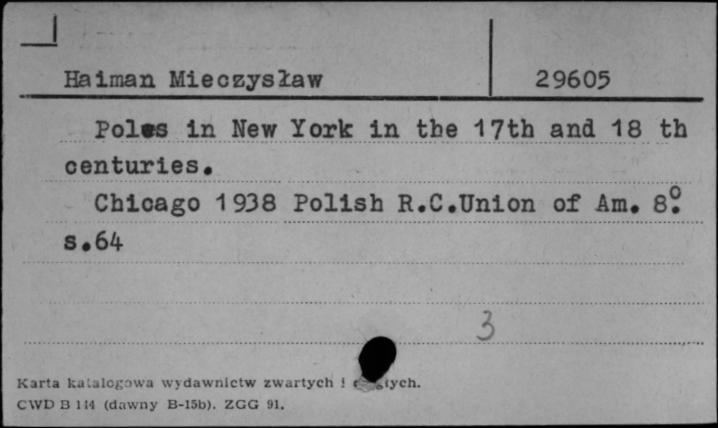 Haiman Mieczysław 29605
Poles in New York in the 17th and 18 th
centuries.
Chicago 1938 Polish R.C.Union of Am. 8°.
s.64
3
Karta katalogowa wydawnictw zwartych i
CWD B 114 (dawny B-15b). ZGG 91.